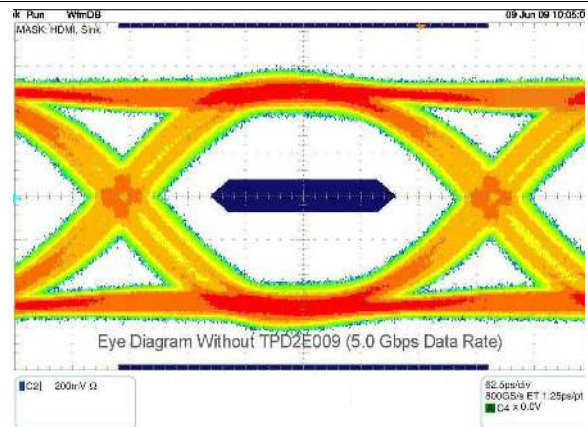 k Run WfmDB 09 Jun 09 10:05:0
MASK: HDMI, Sink
Eye Diagram Without TPD2E009 (5.0 Gbps Data Rate)
C2 200mV Ω
62.5ps/div
800GS/s ET 1.25ps/pt
C4 x 0.0V